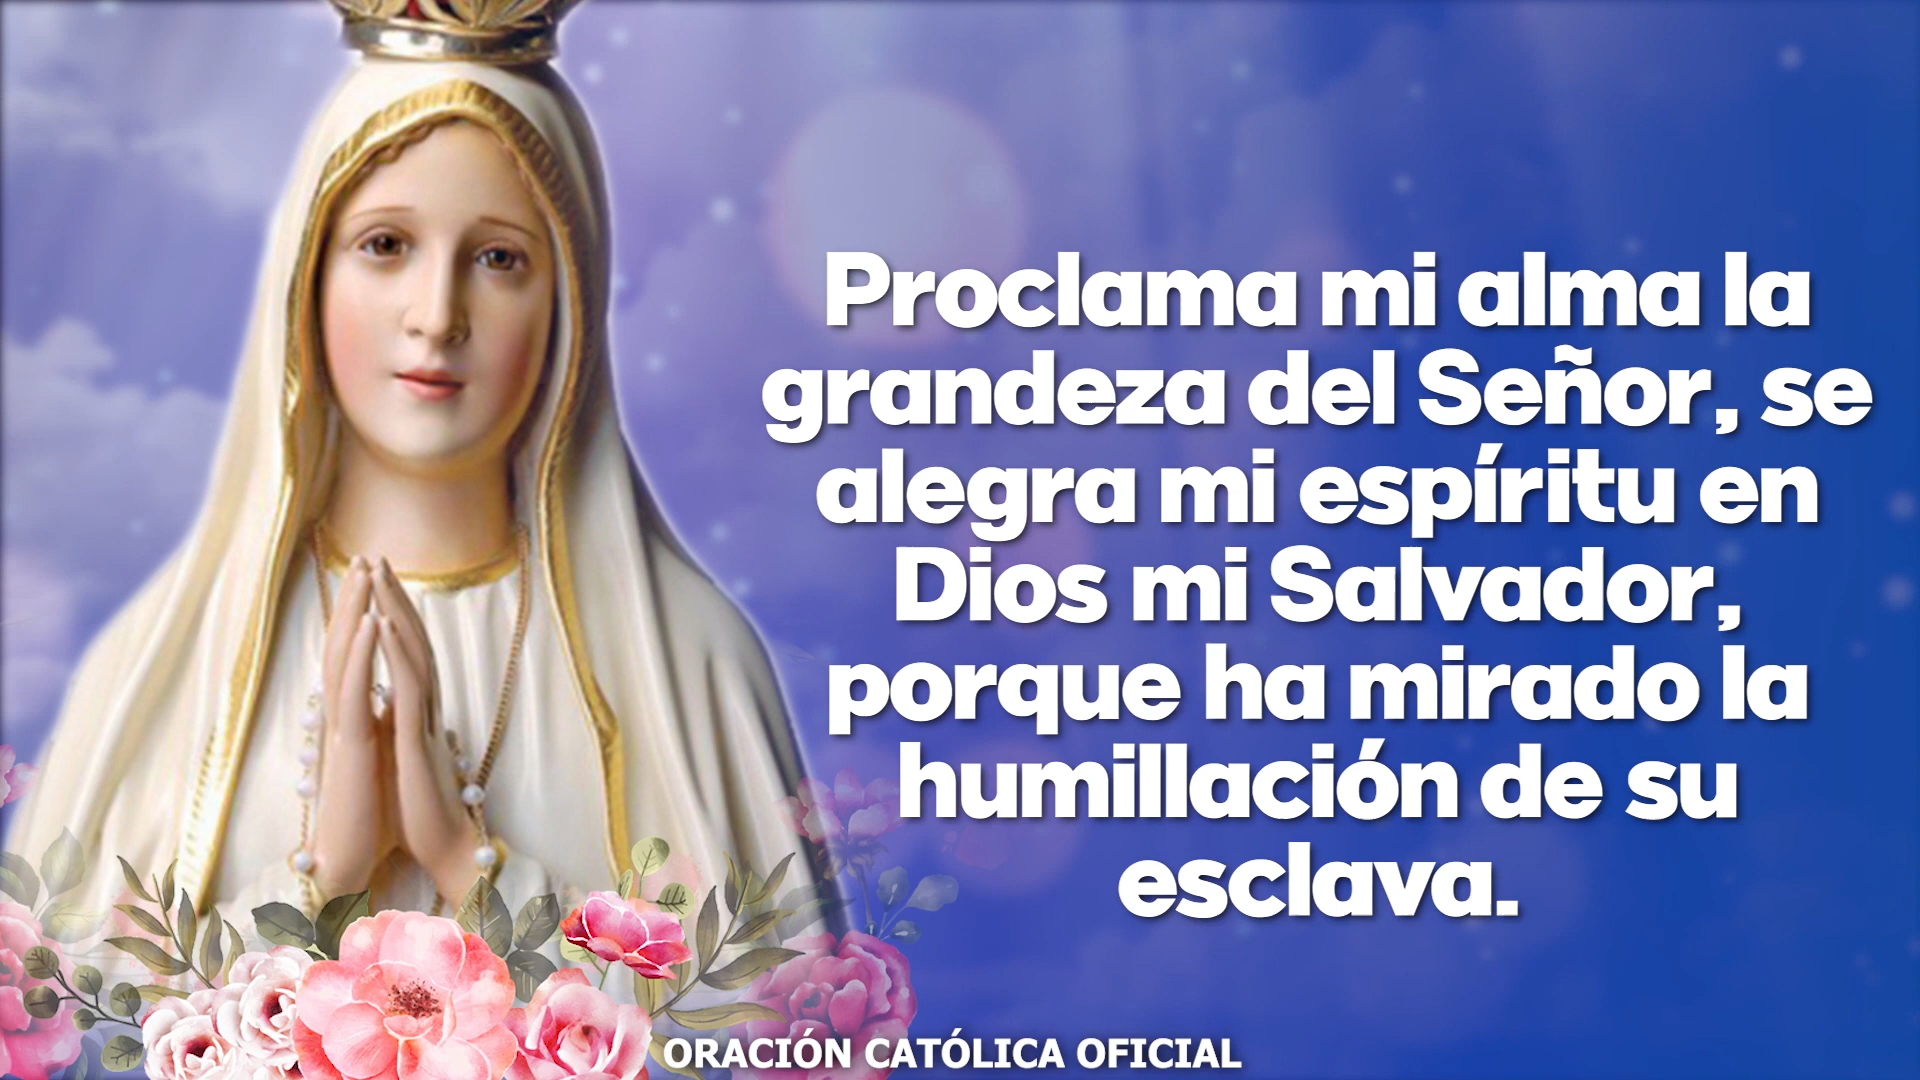 Proclama mi alma la
grandeza del Señor, se
alegra mi espíritu en
Dios mi Salvador,
porque ha mirado la
humillación de su
esclava.
ORACIÓN CATÓLICA OFICIAL